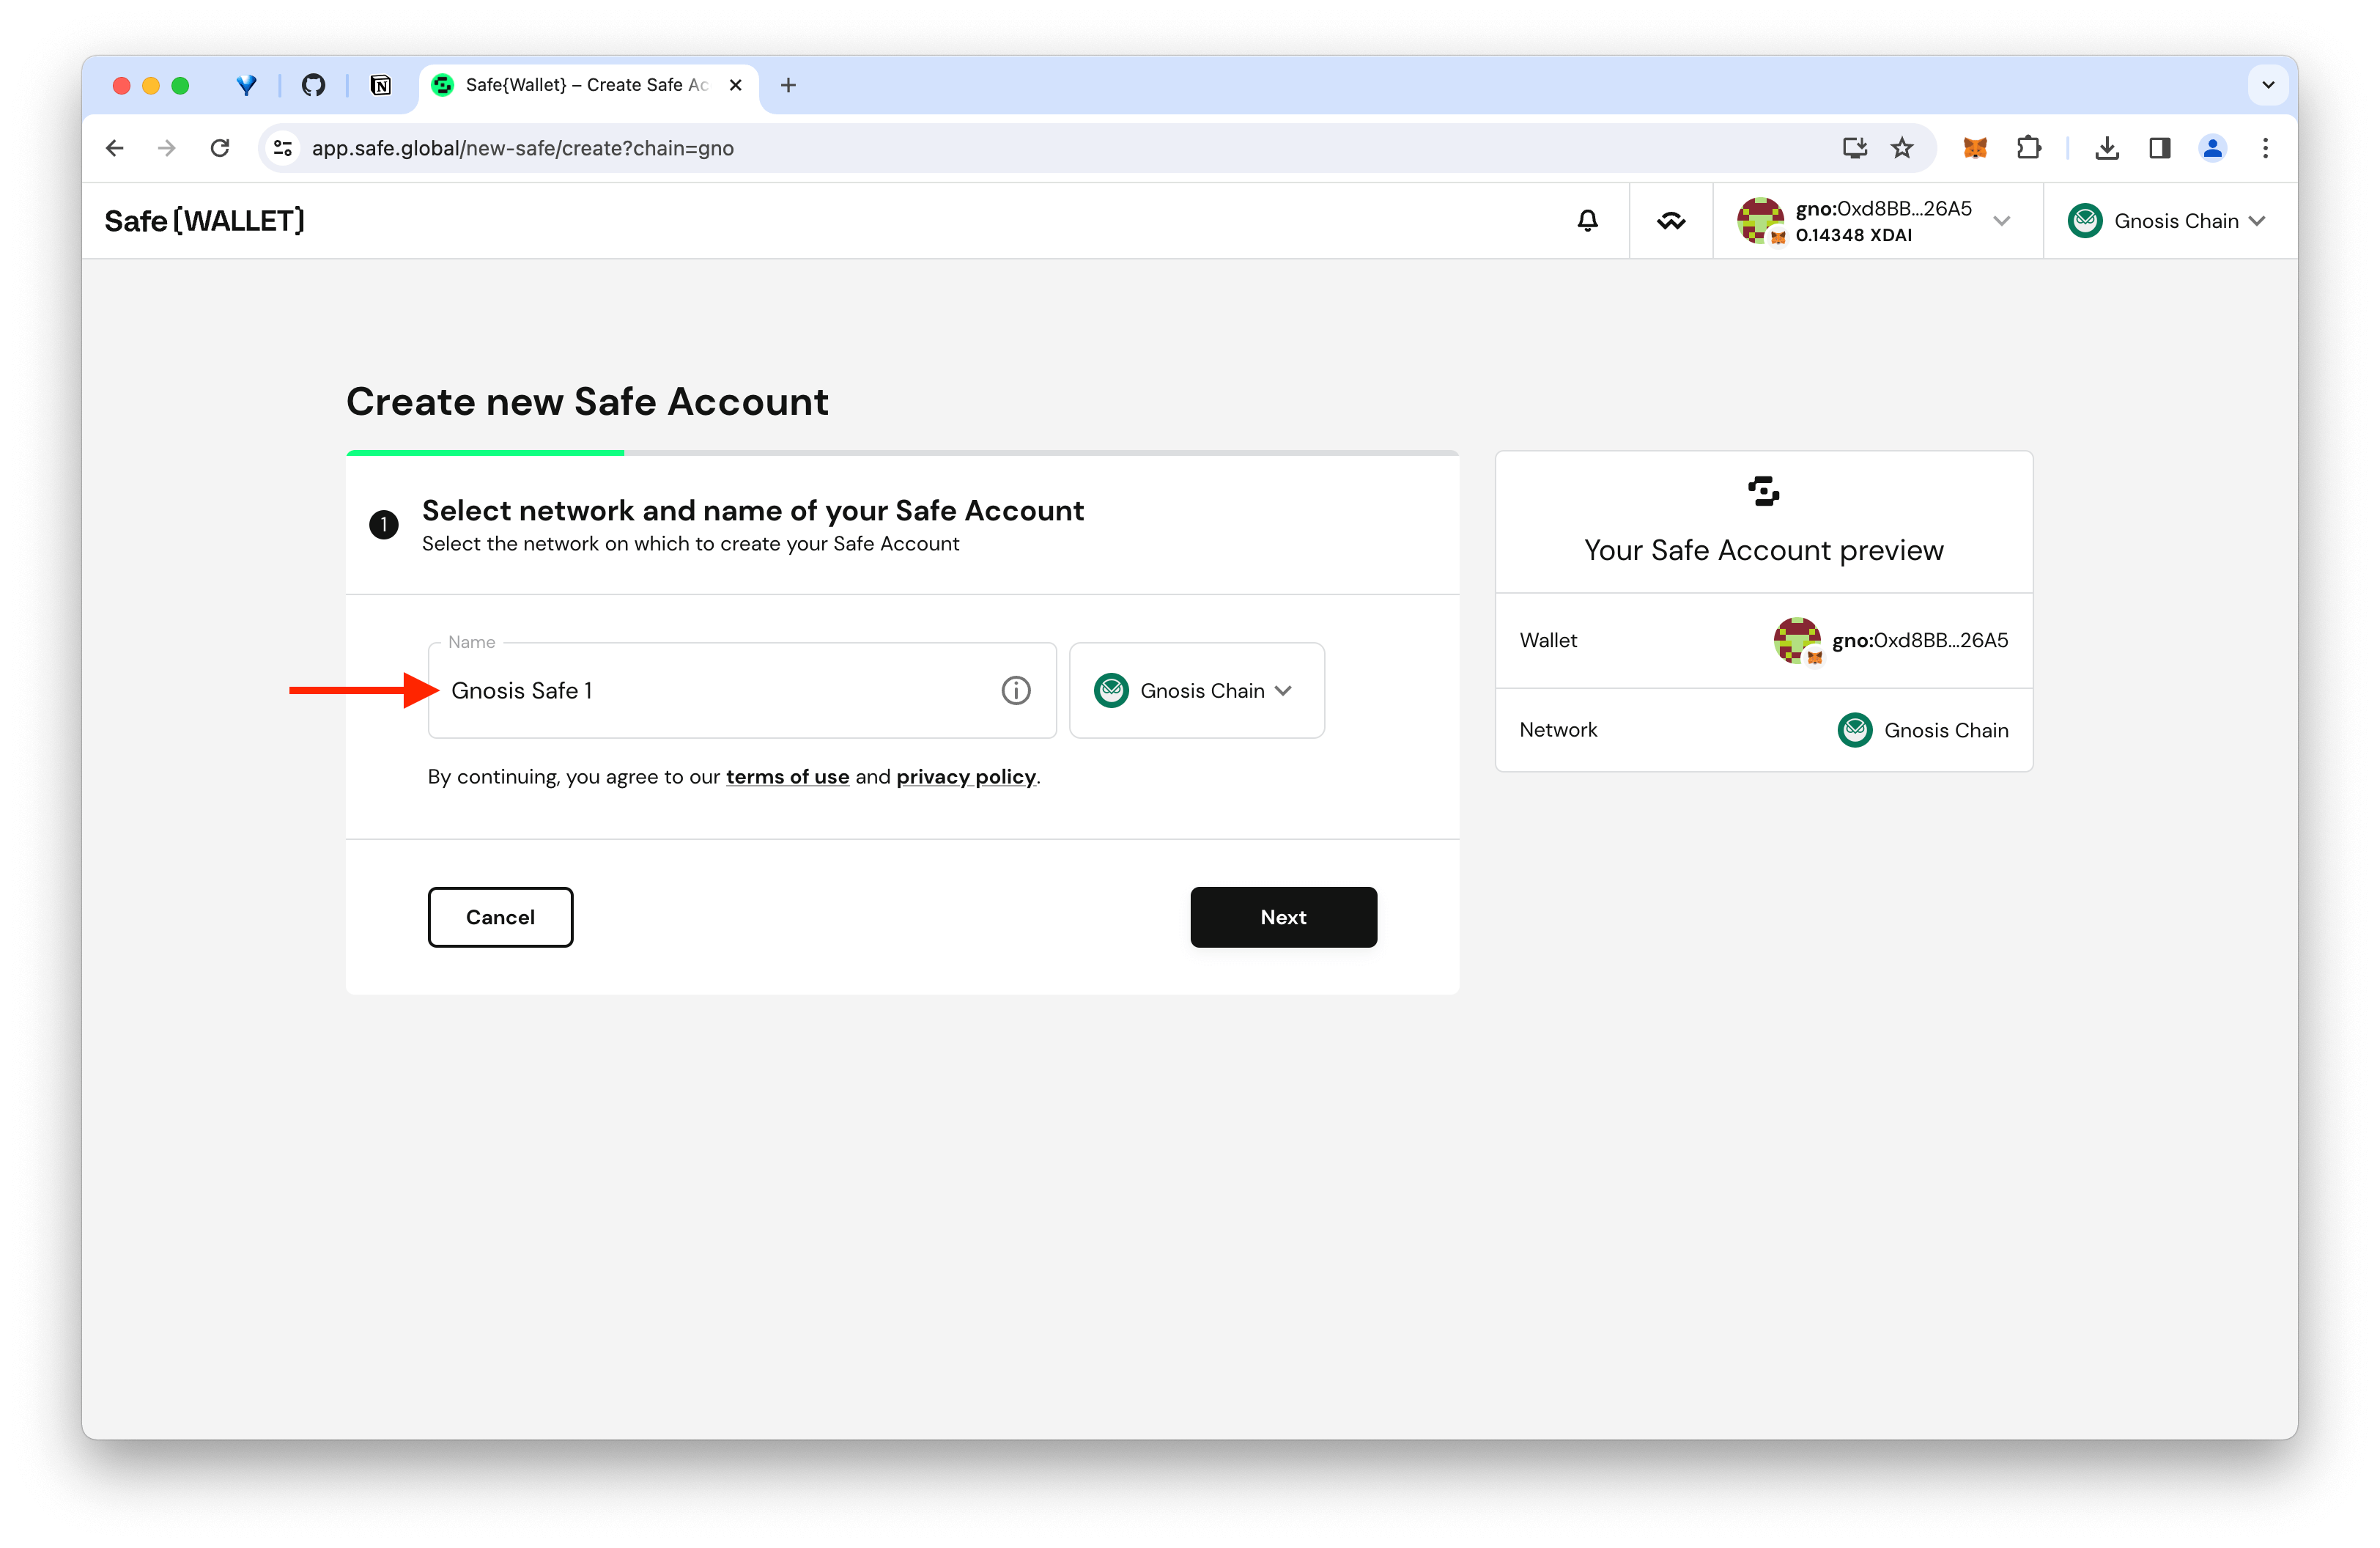 Safe{Wallet} – Create Safe Ac
app.safe.global/new-safe/create?chain=gno
Safe{WALLET}
gno:0xd8BB...26A5
0.14348 XDAI
Gnosis Chain
Create new Safe Account
1
Select network and name of your Safe Account
Select the network on which to create your Safe Account
Name
Gnosis Safe 1
Gnosis Chain
By continuing, you agree to our terms of use and privacy policy.
Cancel
Next
Your Safe Account preview
Wallet
gno:0xd8BB...26A5
Network
Gnosis Chain